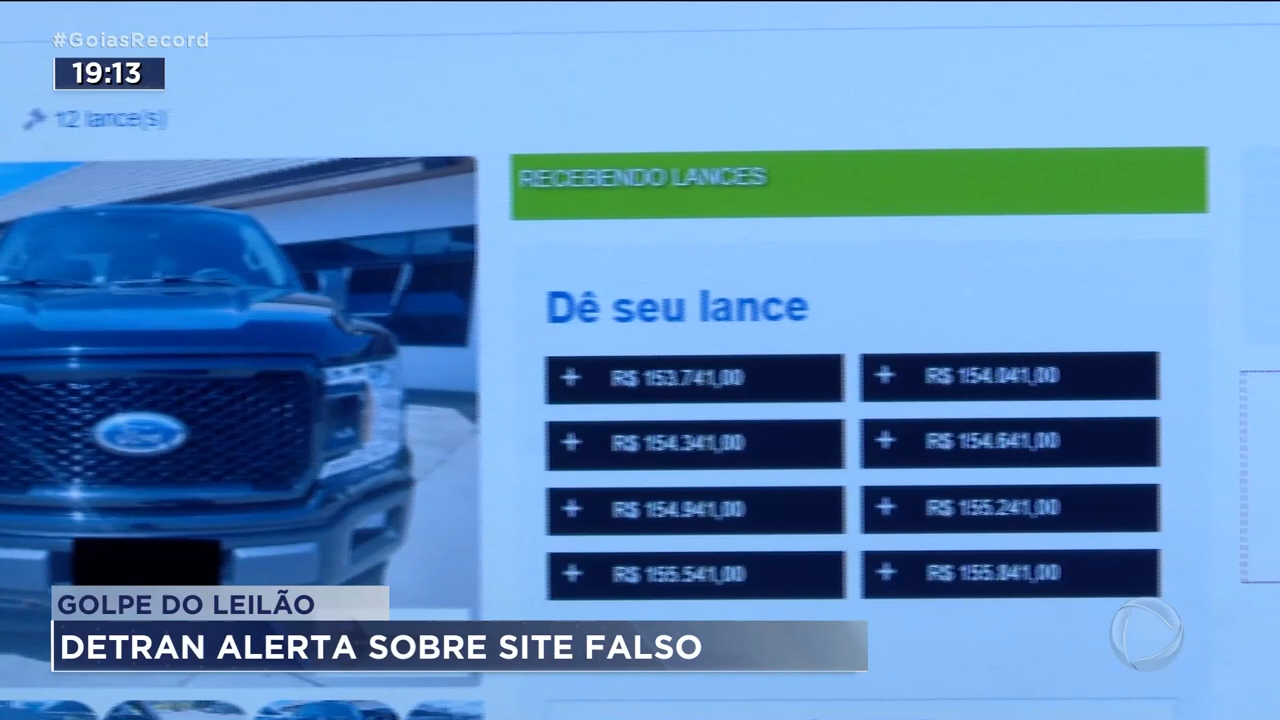 #GoiasRecord
19:13
12 lance(s)
RECEBENDO LANCES
Dê seu lance
+ R$ 153.741,00
+ R$ 154.041,00
+ R$ 154.341,00
+ R$ 154.641,00
+ R$ 154.941,00
+ R$ 155.241,00
+ R$ 155.541,00
+ R$ 155.841,00
Ford
GOLPE DO LEILÃO
DETRAN ALERTA SOBRE SITE FALSO